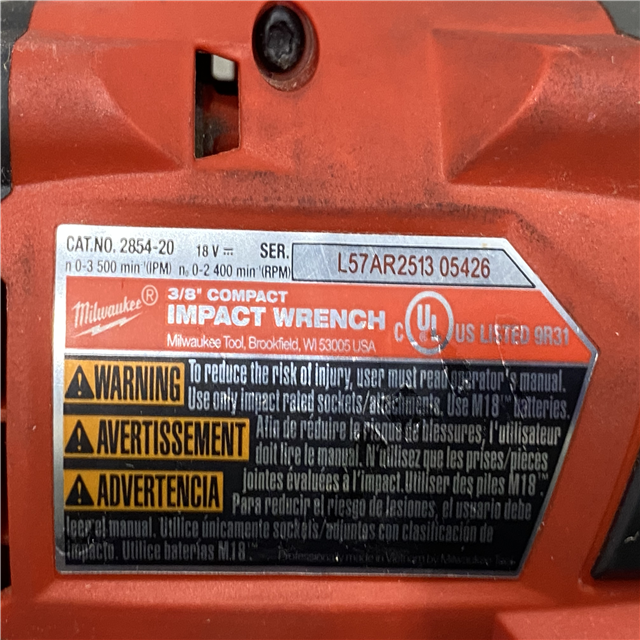 CAT.NO. 2854-20 18 V ⎓ SER. L57AR2513 05426
n 0-3 500 min⁻¹(IPM) n₀ 0-2 400 min⁻¹(RPM)
Milwaukee®
3/8" COMPACT
IMPACT WRENCH
Milwaukee Tool, Brookfield, WI 53005 USA
C UL US LISTED 9R31
WARNING To reduce the risk of injury, user must read operator's manual.
Use only impact rated sockets/attachments. Use M18™ batteries.
AVERTISSEMENT Afin de réduire le risque de blessures, l'utilisateur
doit lire le manuel. N'utilisez que les prises/pièces
jointes évaluées à l'impact. Utiliser des piles M18™.
ADVERTENCIA Para reducir el riesgo de lesiones, el usuario debe
leer el manual. Utilice únicamente sockets/adjuntos con clasificación de
impacto. Utilice baterías M18™
by Milwaukee Tool